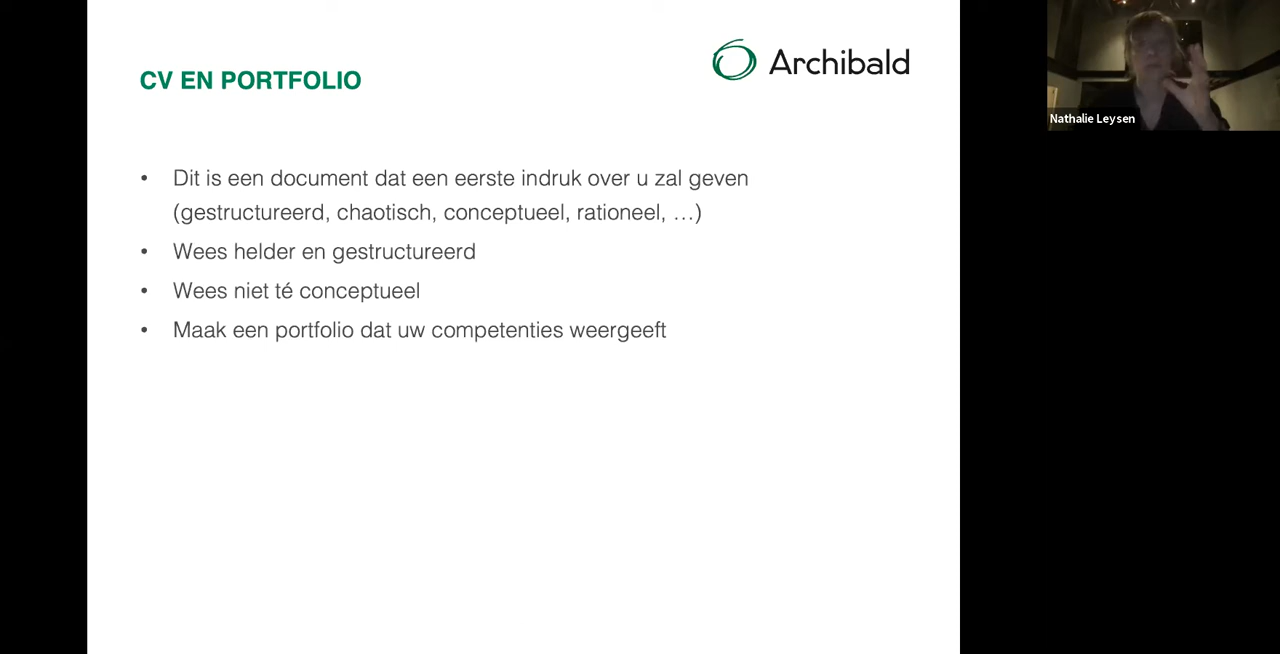 CV EN PORTFOLIO
Archibald
Nathalie Leysen
• Dit is een document dat een eerste indruk over u zal geven
(gestructureerd, chaotisch, conceptueel, rationeel, …)
• Wees helder en gestructureerd
• Wees niet té conceptueel
• Maak een portfolio dat uw competenties weergeeft